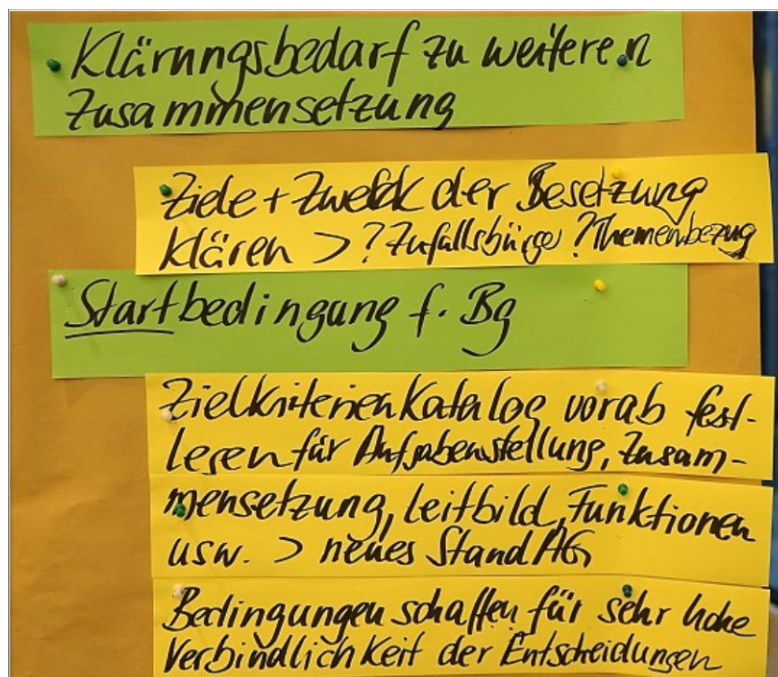 Klärungsbedarf zu weiteren
Zusammensetzung
Ziele + Zweck der Besetzung
klären > ? Zufallsbürger ? Themenbezug
Startbedingung f. Bg
Zielkriterienkatalog vorab fest-
legen für Aufgabenstellung, Zusam-
mensetzung, Leitbild, Funktionen
usw. > neues StandAG
Bedingungen schaffen für sehr hohe
Verbindlichkeit der Entscheidungen